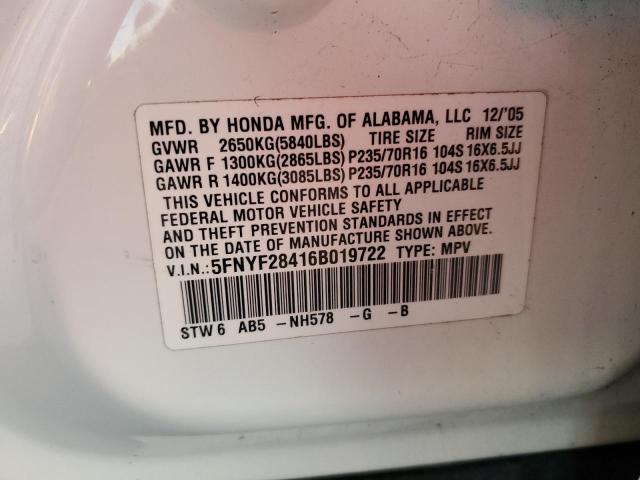 MFD. BY HONDA MFG. OF ALABAMA, LLC 12/'05
GVWR 2650KG(5840LBS) TIRE SIZE RIM SIZE
GAWR F 1300KG(2865LBS) P235/70R16 104S 16X6.5JJ
GAWR R 1400KG(3085LBS) P235/70R16 104S 16X6.5JJ
THIS VEHICLE CONFORMS TO ALL APPLICABLE
FEDERAL MOTOR VEHICLE SAFETY
AND THEFT PREVENTION STANDARDS IN EFFECT
ON THE DATE OF MANUFACTURE SHOWN ABOVE.
V.I.N.:5FNYF28416B019722 TYPE: MPV
STW 6 AB5 -NH578 -G -B